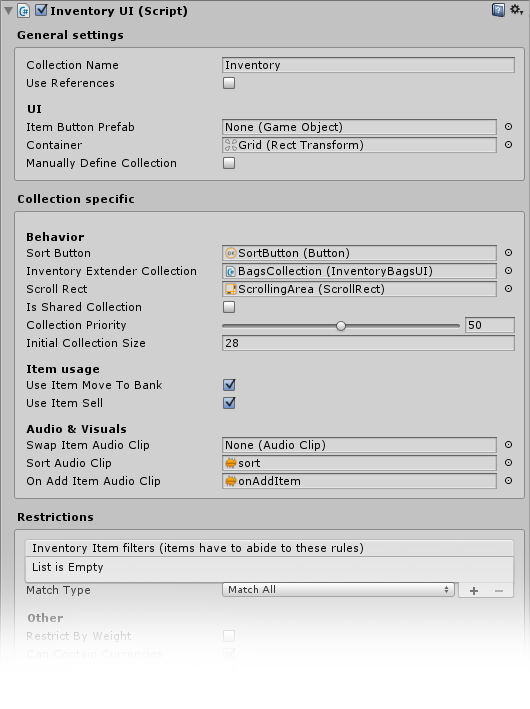 Inventory UI (Script)
General settings
Collection Name Inventory
Use References
UI
Item Button Prefab None (Game Object)
Container Grid (Rect Transform)
Manually Define Collection
Collection specific
Behavior
Sort Button SortButton (Button)
Inventory Extender Collection BagsCollection (InventoryBagsUI)
Scroll Rect ScrollingArea (ScrollRect)
Is Shared Collection
Collection Priority 50
Initial Collection Size 28
Item usage
Use Item Move To Bank
Use Item Sell
Audio & Visuals
Swap Item Audio Clip None (Audio Clip)
Sort Audio Clip sort
On Add Item Audio Clip onAddItem
Restrictions
Inventory Item filters (items have to abide to these rules)
List is Empty
Match Type Match All + −
Other
Restrict By Weight
Can Contain Currencies